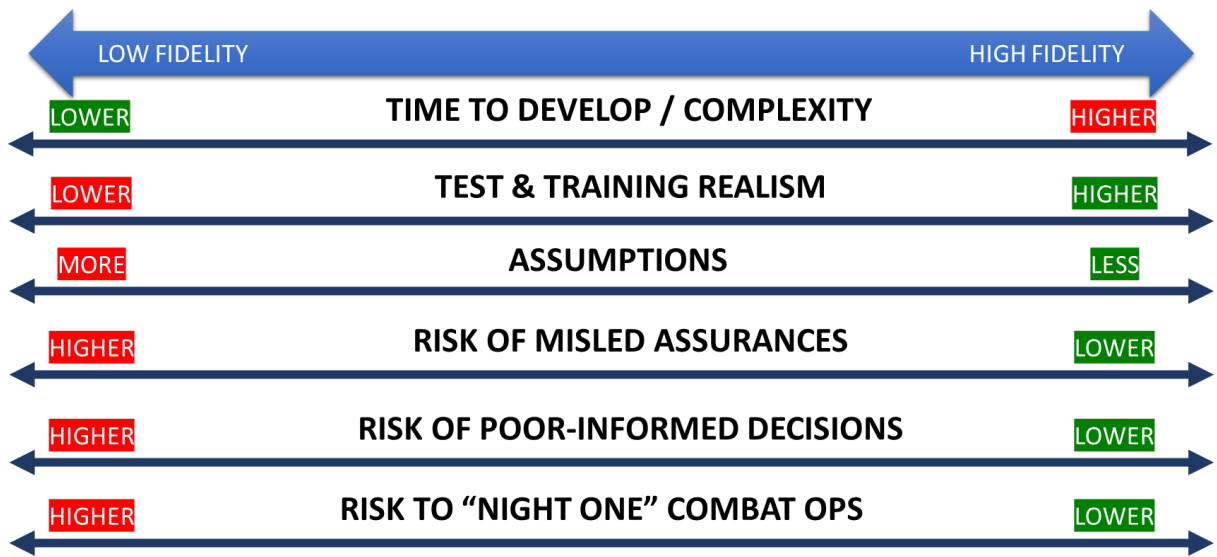 LOW FIDELITY HIGH FIDELITY
LOWER TIME TO DEVELOP / COMPLEXITY HIGHER
LOWER TEST & TRAINING REALISM HIGHER
MORE ASSUMPTIONS LESS
HIGHER RISK OF MISLED ASSURANCES LOWER
HIGHER RISK OF POOR-INFORMED DECISIONS LOWER
HIGHER RISK TO “NIGHT ONE” COMBAT OPS LOWER